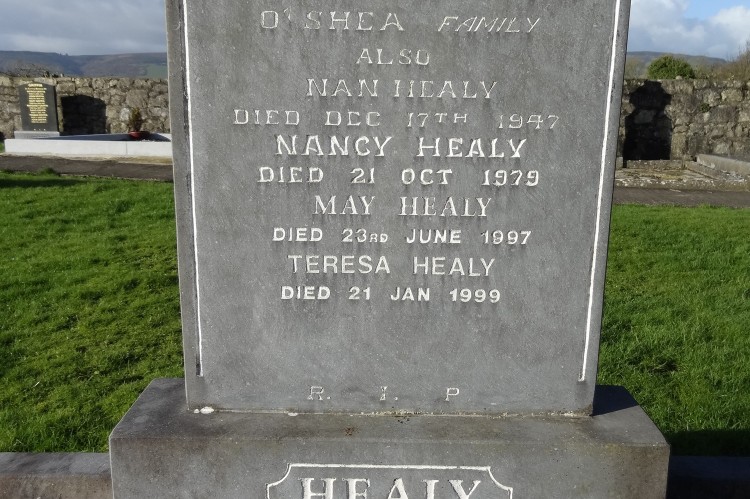 O'SHEA FAMILY
ALSO
NAN HEALY
DIED DEC 17TH 1947
NANCY HEALY
DIED 21 OCT 1979
MAY HEALY
DIED 23RD JUNE 1997
TERESA HEALY
DIED 21 JAN 1999
R. I. P
HEALY